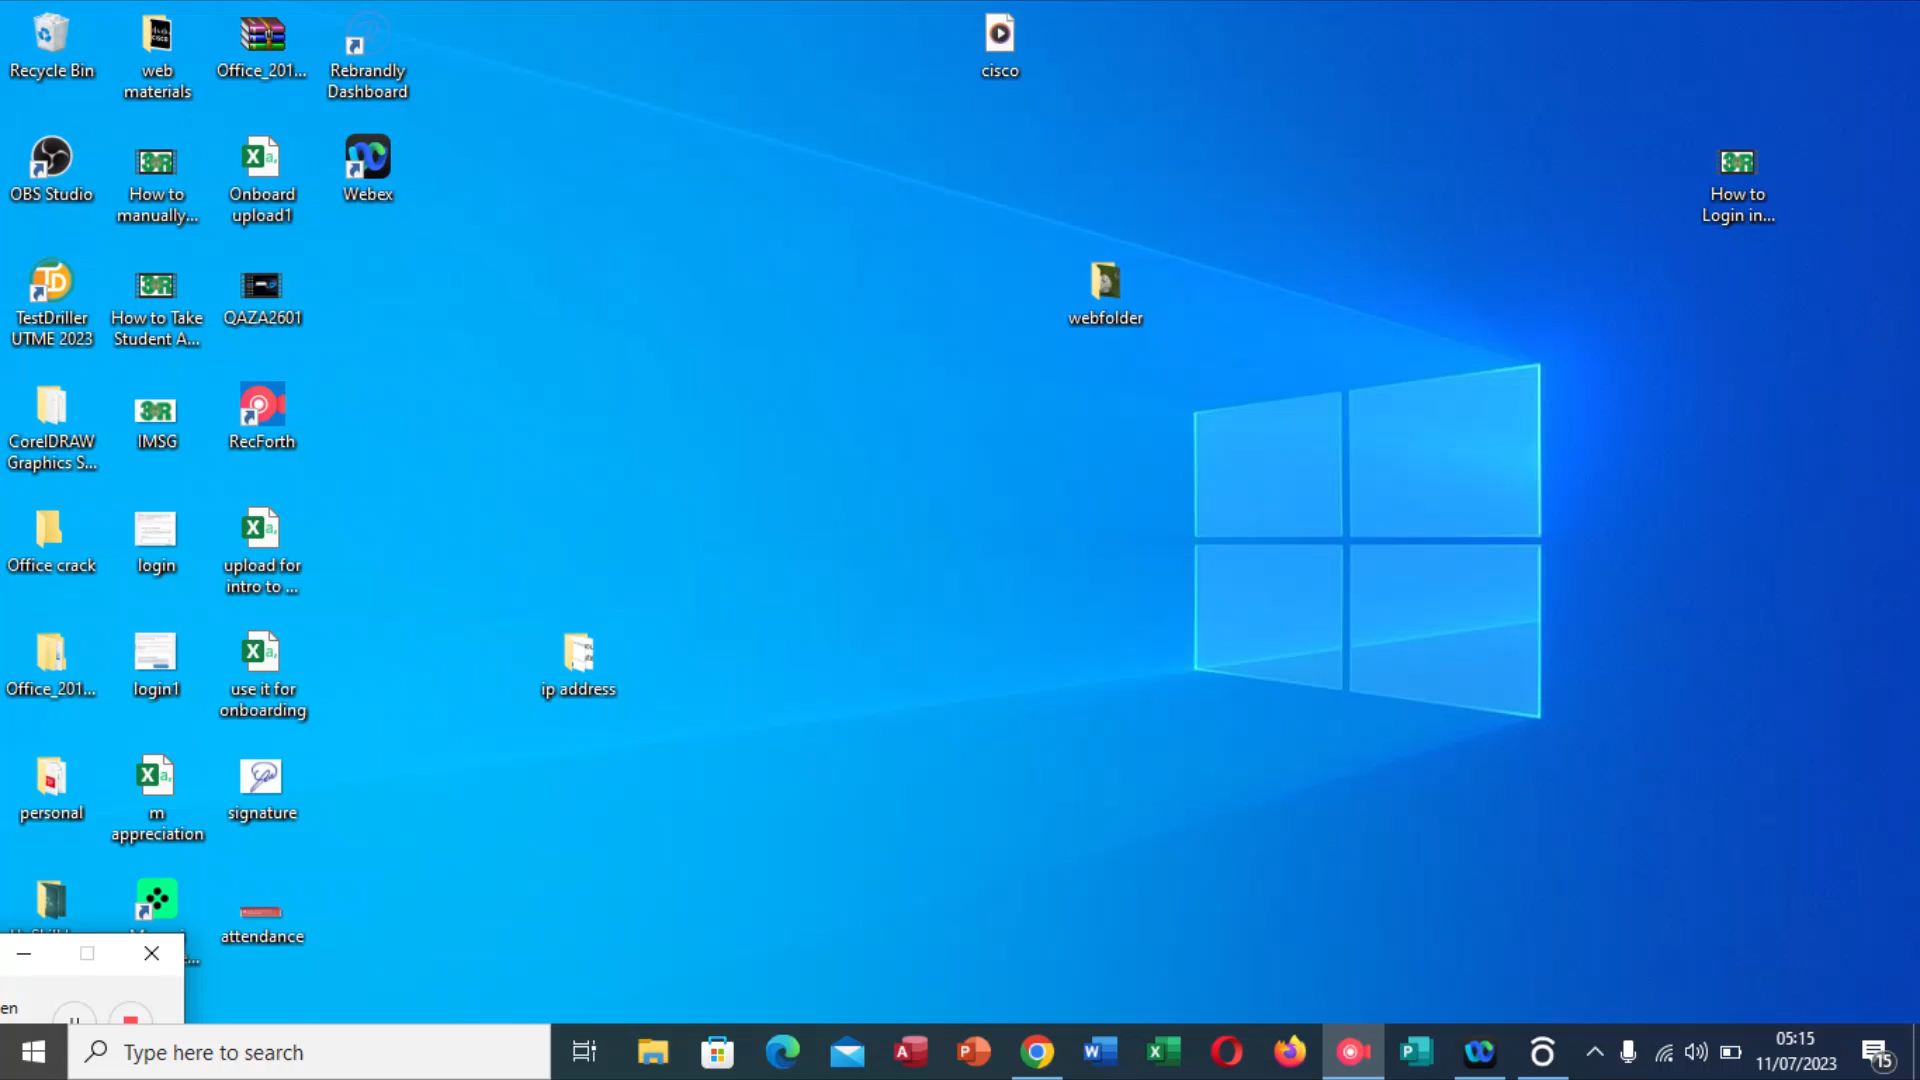 Recycle Bin
web
materials
Office_201...
Rebrandly
Dashboard
cisco
OBS Studio
How to
manually...
Onboard
upload1
Webex
How to
Login in...
TestDriller
UTME 2023
How to Take
Student A...
QAZA2601
webfolder
CorelDRAW
Graphics S...
IMSG
RecForth
Office crack
login
upload for
intro to ...
Office_201...
login1
use it for
onboarding
ip address
personal
m
appreciation
signature
attendance
en
Type here to search
05:15
11/07/2023
15